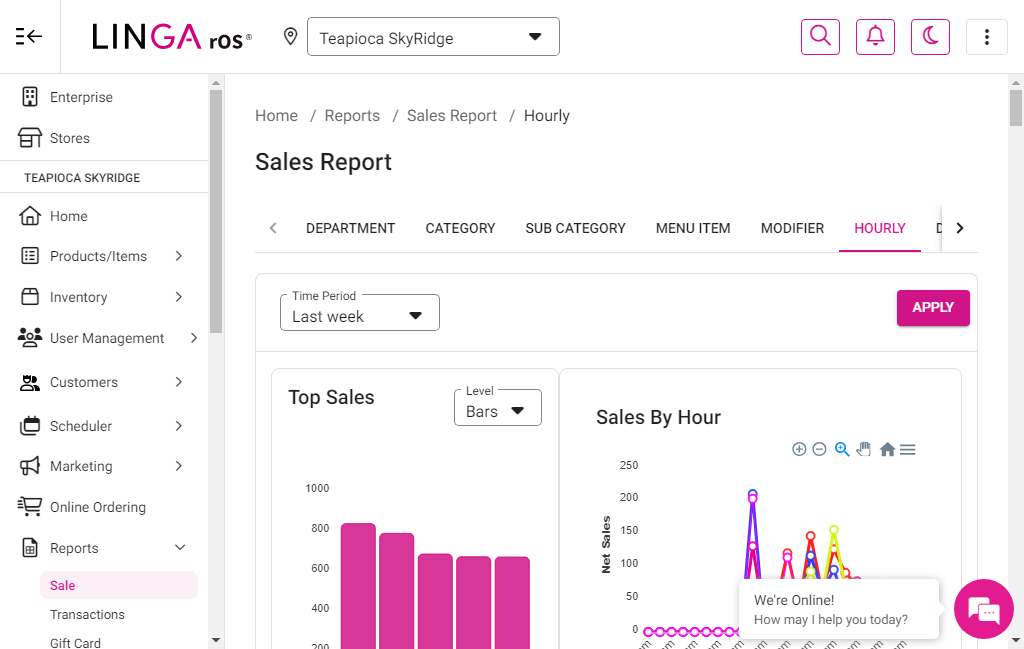 LINGA ros®
Teapioca SkyRidge
Enterprise
Stores
TEAPIOCA SKYRIDGE
Home
Products/Items
Inventory
User Management
Customers
Scheduler
Marketing
Online Ordering
Reports
Sale
Transactions
Gift Card
Home / Reports / Sales Report / Hourly
Sales Report
DEPARTMENT CATEGORY SUB CATEGORY MENU ITEM MODIFIER HOURLY
Time Period
Last week
APPLY
Top Sales
Level
Bars
1000
800
600
400
200
Sales By Hour
250
200
150
100
50
0
Net Sales
We're Online!
How may I help you today?